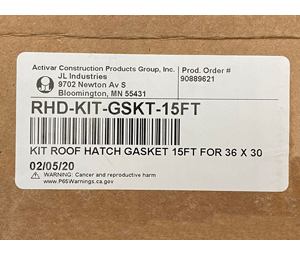 Activar Construction Products Group, Inc.
JL Industries
9702 Newton Av S
Bloomington, MN 55431
Prod. Order #
90889621
RHD-KIT-GSKT-15FT
KIT ROOF HATCH GASKET 15FT FOR 36 X 30
02/05/20
WARNING: Cancer and reproductive harm
www.P65Warnings.ca.gov